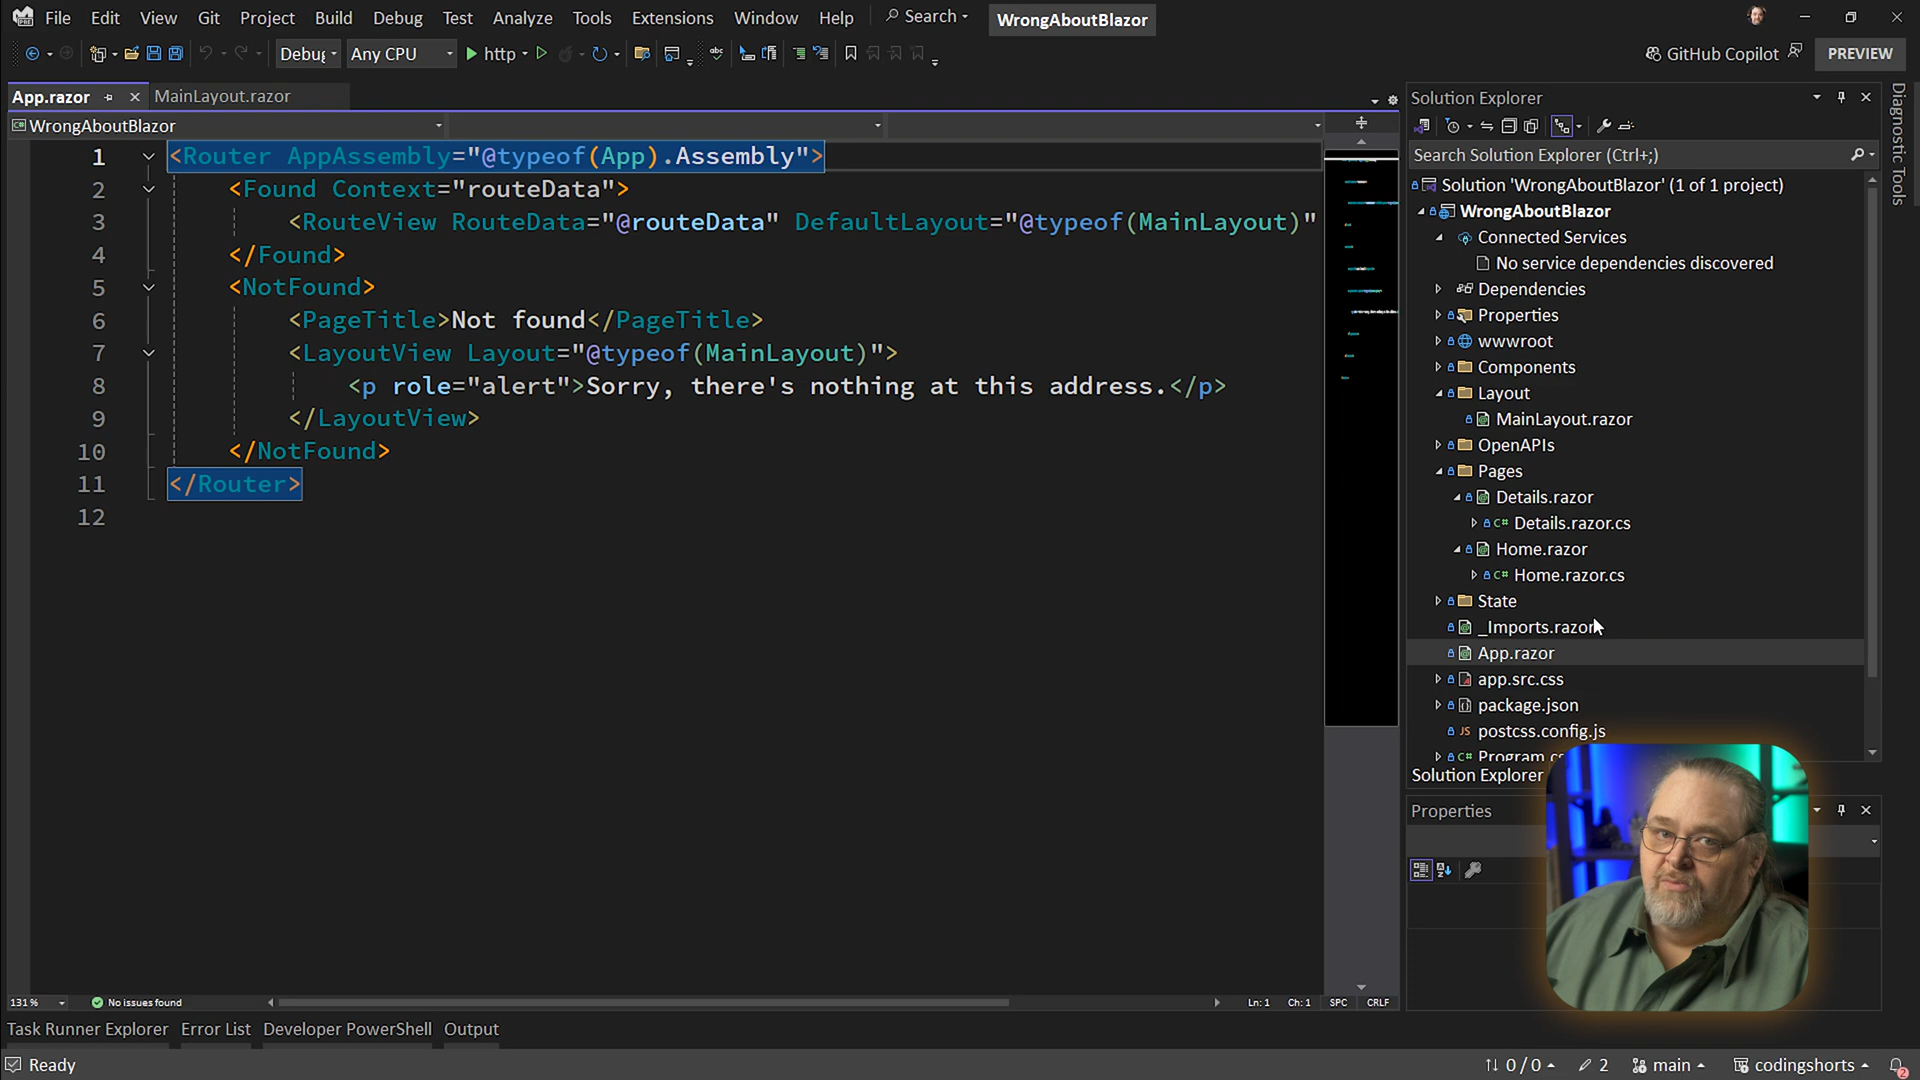 File Edit View Git Project Build Debug Test Analyze Tools Extensions Window Help Search WrongAboutBlazor
Debug Any CPU http GitHub Copilot PREVIEW
App.razor MainLayout.razor
WrongAboutBlazor
1 <Router AppAssembly="@typeof(App).Assembly">
2 <Found Context="routeData">
3 <RouteView RouteData="@routeData" DefaultLayout="@typeof(MainLayout)"
4 </Found>
5 <NotFound>
6 <PageTitle>Not found</PageTitle>
7 <LayoutView Layout="@typeof(MainLayout)">
8 <p role="alert">Sorry, there's nothing at this address.</p>
9 </LayoutView>
10 </NotFound>
11 </Router>
12
131 % No issues found Ln: 1 Ch: 1 SPC CRLF
Solution Explorer
Search Solution Explorer (Ctrl+;)
Solution 'WrongAboutBlazor' (1 of 1 project)
WrongAboutBlazor
Connected Services
No service dependencies discovered
Dependencies
Properties
wwwroot
Components
Layout
MainLayout.razor
OpenAPIs
Pages
Details.razor
C# Details.razor.cs
Home.razor
C# Home.razor.cs
State
_Imports.razor
App.razor
app.src.css
package.json
JS postcss.config.js
C# Program.cs
Solution Explorer
Properties
Diagnostic Tools
Task Runner Explorer Error List Developer PowerShell Output
Ready 0 / 0 2 main codingshorts 2